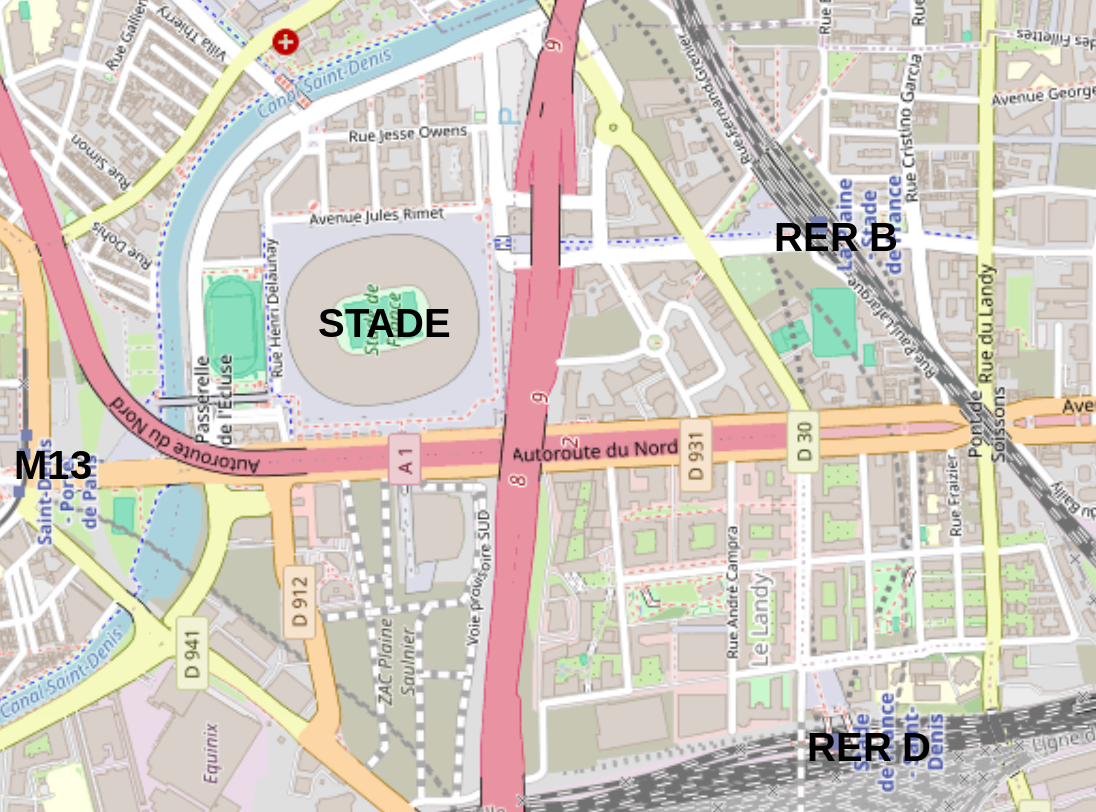 Rue Gallieni
Villa Thierry
9
Rue Fernand Grenier
Rue Cristino Garcia
des Fillettes
Canal Saint-Denis
Avenue George
P
Rue Jesse Owens
Rue Simon
Rue Dohis
Avenue Jules Rimet
La Plaine
- Stade
de France
RER B
Rue Henri Delaunay
Stade de
France
STADE
Rue Paul Lafargue
Rue du Landy
Passerelle
de l'Écluse
9
Autoroute du Nord
A 1
Autoroute du Nord
2
D 931
D 30
Pont de
Soissons
Ave
M13
Saint-Denis
- Porte
de Paris
8
Voie provisoire SUD
Rue Fraizier
du Bailly
D 912
D 941
ZAC Plaine
Saulnier
Rue André Campra
Le Landy
Canal Saint-Denis
Equinix
Stade
de France
- Saint-
Denis
RER D
Ligne d